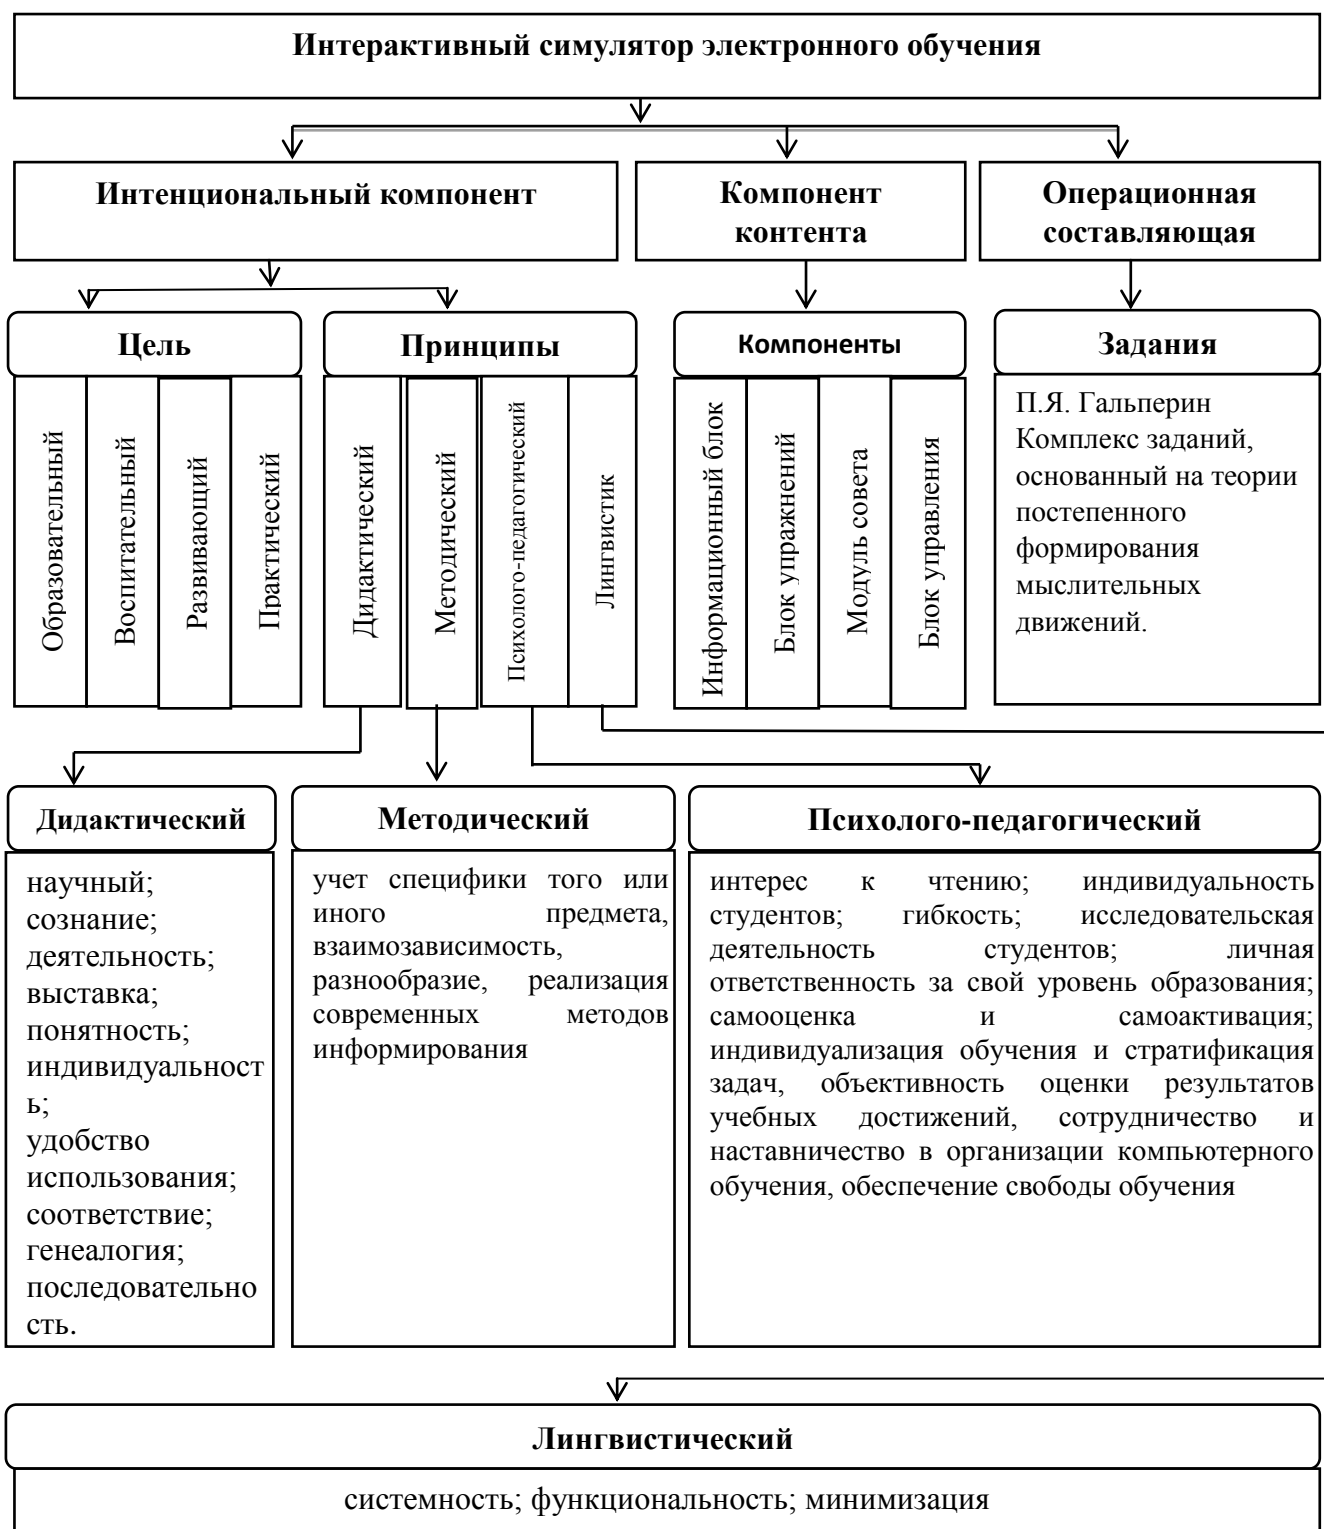 Интерактивный симулятор электронного обучения
Интенциональный компонент
Компонент
контента
Операционная
составляющая
Цель
Принципы
Компоненты
Задания
Образовательный
Воспитательный
Развивающий
Практический
Дидактический
Методический
Психолого-педагогический
Лингвистик
Информационный блок
Блок упражнений
Модуль совета
Блок управления
П.Я. Гальперин
Комплекс заданий,
основанный на теории
постепенного
формирования
мыслительных
движений.
Дидактический
научный;
сознание;
деятельность;
выставка;
понятность;
индивидуальност
ь;
удобство
использования;
соответствие;
генеалогия;
последовательно
сть.
Методический
учет специфики того или
иного предмета,
взаимозависимость,
разнообразие, реализация
современных методов
информирования
Психолого-педагогический
интерес к чтению; индивидуальность
студентов; гибкость; исследовательская
деятельность студентов; личная
ответственность за свой уровень образования;
самооценка и самоактивация;
индивидуализация обучения и стратификация
задач, объективность оценки результатов
учебных достижений, сотрудничество и
наставничество в организации компьютерного
обучения, обеспечение свободы обучения
Лингвистический
системность; функциональность; минимизация